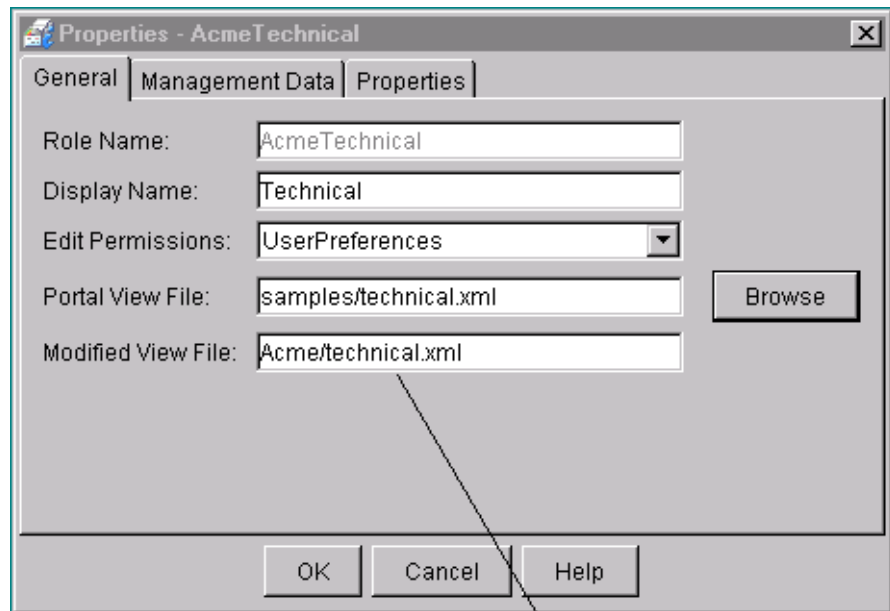 Properties - AcmeTechnical
General Management Data Properties
Role Name: AcmeTechnical
Display Name: Technical
Edit Permissions: UserPreferences
Portal View File: samples/technical.xml Browse
Modified View File: Acme/technical.xml
OK Cancel Help